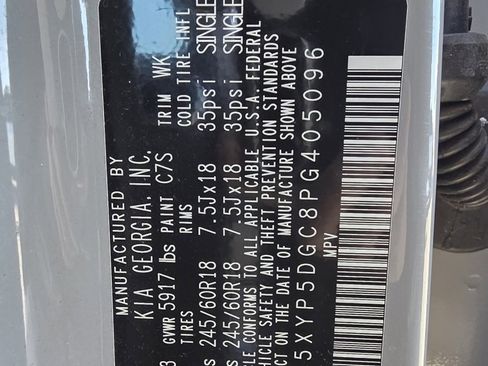 MANUFACTURED BY
KIA GEORGIA, INC.
GVWR 5917 lbs PAINT C7S TRIM WK
TIRES RIMS COLD TIRE INFL
245/60R18 7.5Jx18 35psi SINGLE
245/60R18 7.5Jx18 35psi SINGLE
CONFORMS TO ALL APPLICABLE U.S.A. FEDERAL
VEHICLE SAFETY AND THEFT PREVENTION STANDARDS
ON THE DATE OF MANUFACTURE SHOWN ABOVE
5XYP5DGC8PG405096
MPV